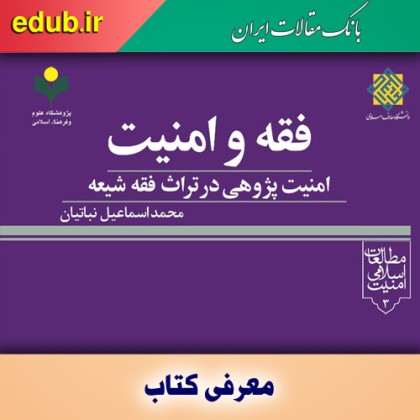 edub.ir
بانک مقالات ایران
پژوهشگاه علوم
و فرهنگ اسلامی
فقه و امنیت
امنیت پژوهی در تراث فقه شیعه
محمد اسماعیل نباتیان
مطالعات
اسلامی
امنیت
۳
معرفی کتاب